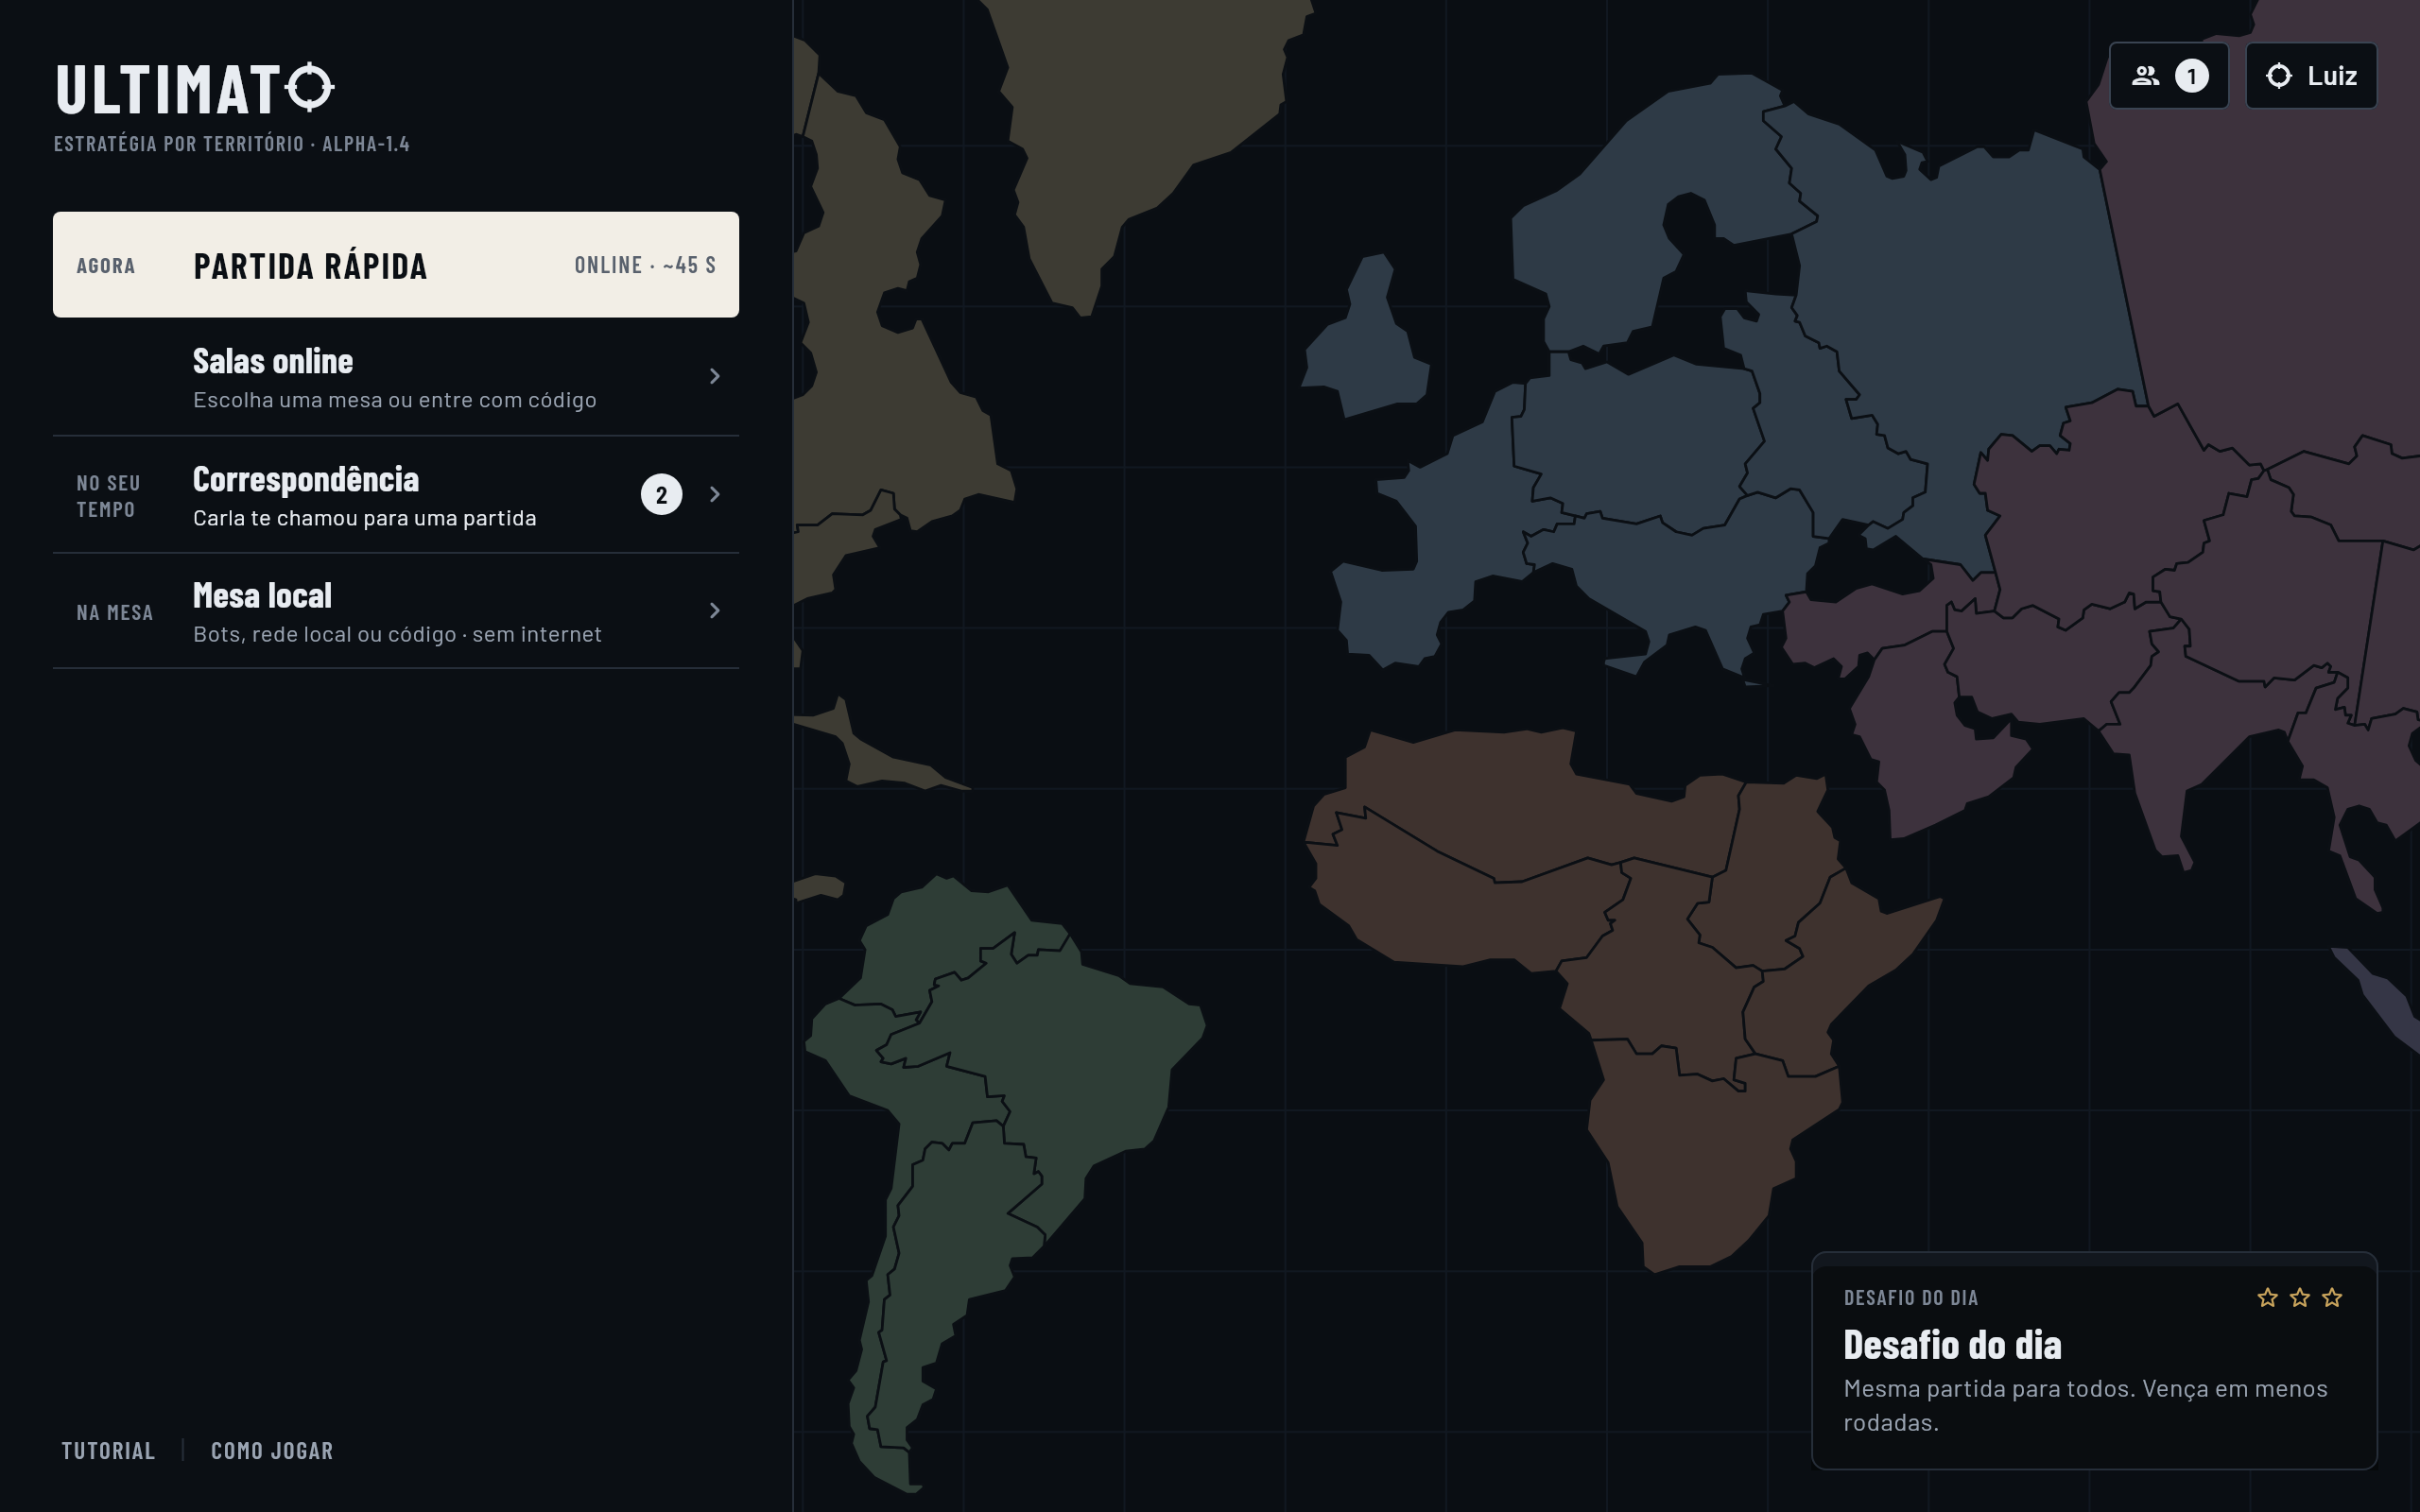 ULTIMATO
ESTRATÉGIA POR TERRITÓRIO · ALPHA-1.4
1
Luiz
AGORA
PARTIDA RÁPIDA
ONLINE · ~45 S
Salas online
Escolha uma mesa ou entre com código
NO SEU
TEMPO
Correspondência
Carla te chamou para uma partida
2
NA MESA
Mesa local
Bots, rede local ou código · sem internet
DESAFIO DO DIA
Desafio do dia
Mesma partida para todos. Vença em menos
rodadas.
TUTORIAL
COMO JOGAR